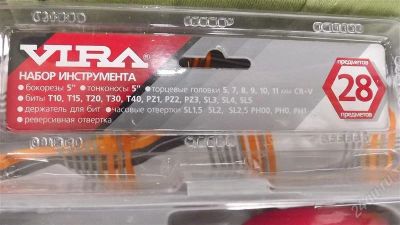 VIRA
НАБОР ИНСТРУМЕНТА
бокорезы 5" • тонконосы 5" • торцевые головки 5, 7, 8, 9, 10, 11 мм CR-V
• биты T10, T15, T20, T30, T40, PZ1, PZ2, PZ3, SL3, SL4, SL5
• держатель для бит • часовые отвертки SL1,5 SL2, SL2,5 PH00, PH0, PH1
• реверсивная отвертка
предметов
28
предметов